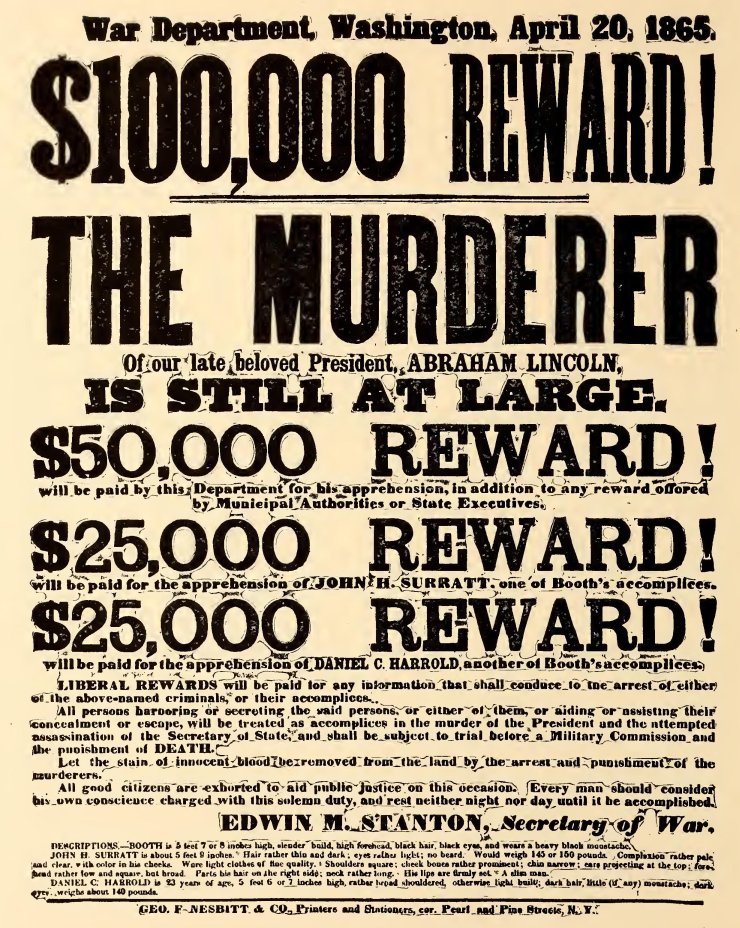 War Department, Washington, April 20, 1865.
$100,000 REWARD!
THE MURDERER
Of our late beloved President, ABRAHAM LINCOLN,
IS STILL AT LARGE.
$50,000 REWARD!
will be paid by this Department for his apprehension, in addition to any reward offered
by Municipal Authorities or State Executives.
$25,000 REWARD!
will be paid for the apprehension of JOHN H. SURRATT, one of Booth's accomplices.
$25,000 REWARD!
will be paid for the apprehension of DANIEL C. HARROLD, another of Booth's accomplices.
LIBERAL REWARDS will be paid for any information that shall conduce to the arrest of either
of the above-named criminals, or their accomplices.
All persons harboring or secreting the said persons, or either of them, or aiding or assisting their
concealment or escape, will be treated as accomplices in the murder of the President and the attempted
assassination of the Secretary of State, and shall be subject to trial before a Military Commission and
the punishment of DEATH.
Let the stain of innocent blood be removed from the land by the arrest and punishment of the
murderers.
All good citizens are exhorted to aid public justice on this occasion. Every man should consider
his own conscience charged with this solemn duty, and rest neither night nor day until it be accomplished.
EDWIN M. STANTON, Secretary of War.
DESCRIPTIONS.—BOOTH is 5 feet 7 or 8 inches high, slender build, high forehead, black hair, black eyes, and wears a heavy black moustache.
JOHN H. SURRATT is about 5 feet 9 inches. Hair rather thin and dark; eyes rather light; no beard. Would weigh 145 or 150 pounds. Complexion rather pale
and clear, with color in his cheeks. Wore light clothes of fine quality. Shoulders square; cheek bones rather prominent; chin narrow; ears projecting at the top; fore-
head rather low and square, but broad. Parts his hair on the right side; neck rather long. His lips are firmly set. A slim man.
DANIEL C. HARROLD is 23 years of age, 5 feet 6 or 7 inches high, rather broad shouldered, otherwise light built; dark hair, little (if any) moustache; dark
eyes; weighs about 140 pounds.
GEO. F. NESBITT & CO., Printers and Stationers, cor. Pearl and Pine Streets, N. Y.